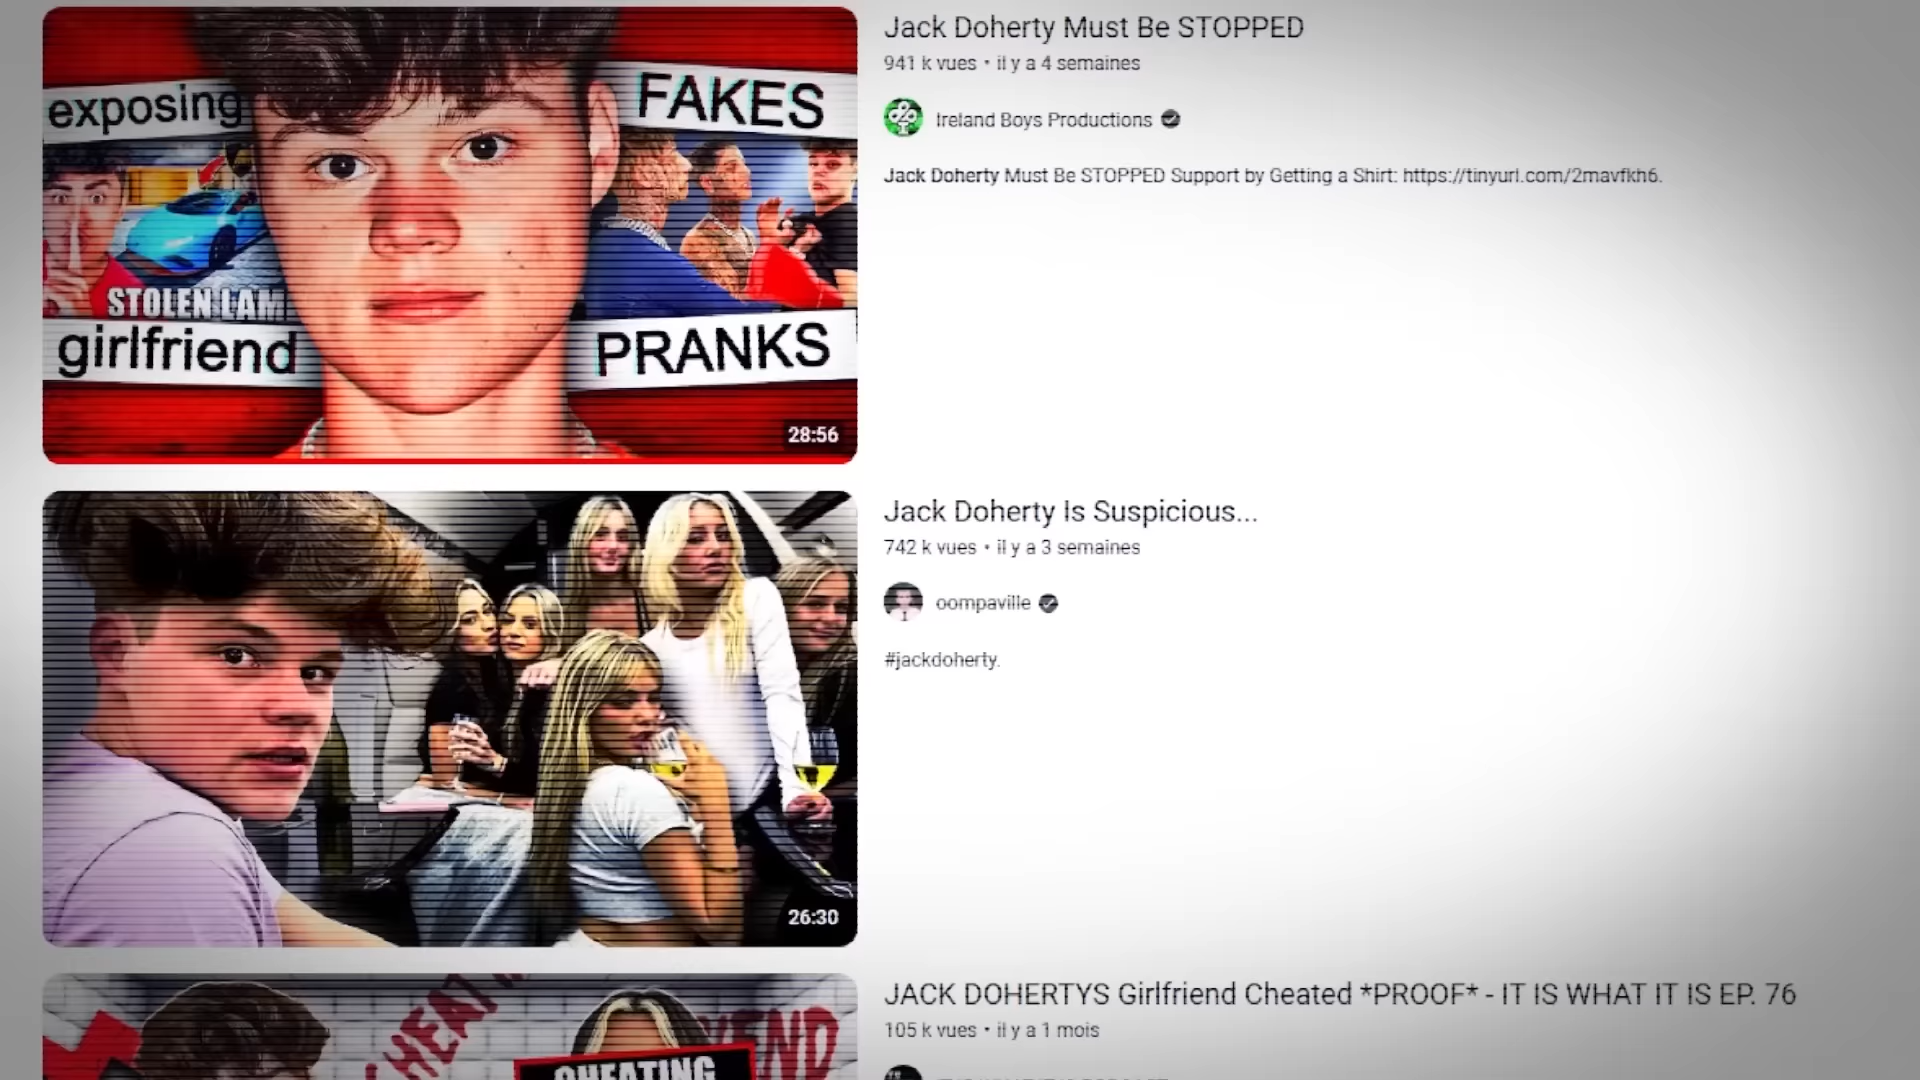 exposing
FAKES
STOLEN LAM
girlfriend
PRANKS
28:56
Jack Doherty Must Be STOPPED
941 k vues • il y a 4 semaines
Ireland Boys Productions
Jack Doherty Must Be STOPPED Support by Getting a Shirt: https://tinyurl.com/2mavfkh6.
26:30
Jack Doherty Is Suspicious...
742 k vues • il y a 3 semaines
oompaville
#jackdoherty.
CHEATING
JACK DOHERTYS Girlfriend Cheated *PROOF* - IT IS WHAT IT IS EP. 76
105 k vues • il y a 1 mois